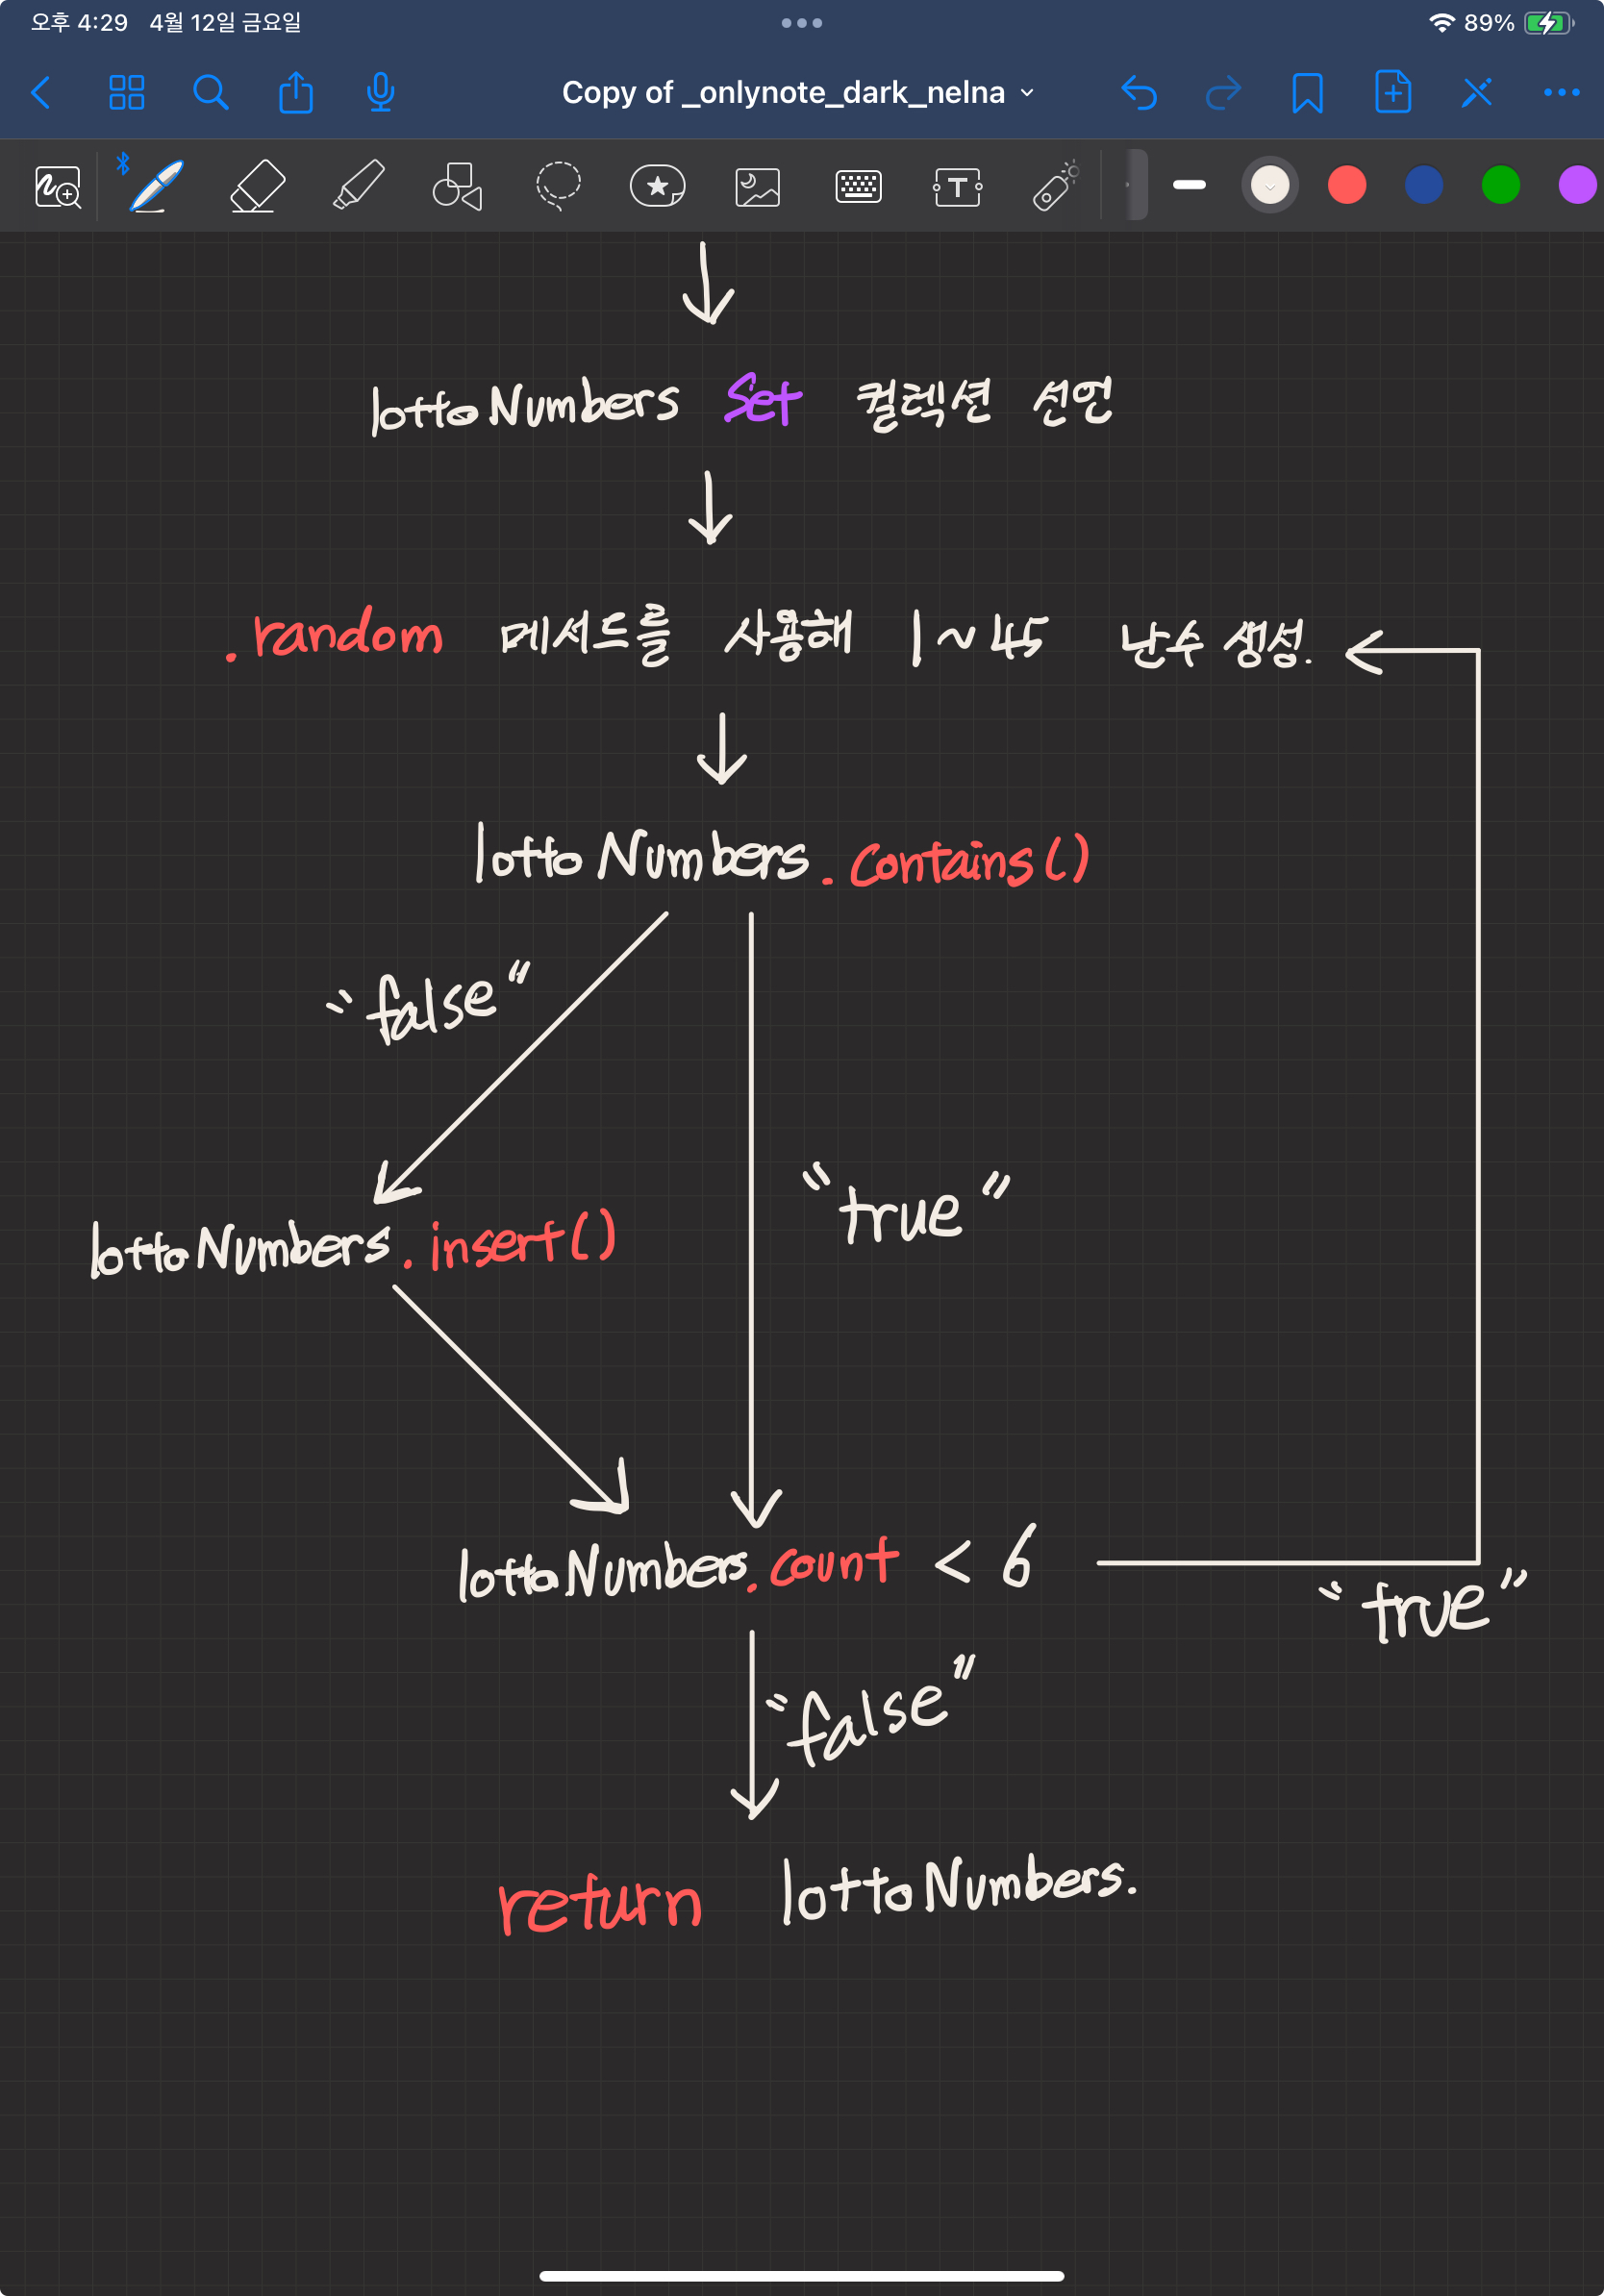 오후 4:29 4월 12일 금요일
89%
Copy of _onlynote_dark_nelna
T
lottoNumbers Set 컬렉션 선언
.random 메서드를 사용해 1~45 난수 생성.
lottoNumbers.contains()
"false"
"true"
lottoNumbers.insert()
lottoNumbers.count < 6
"true"
"false"
return lottoNumbers.